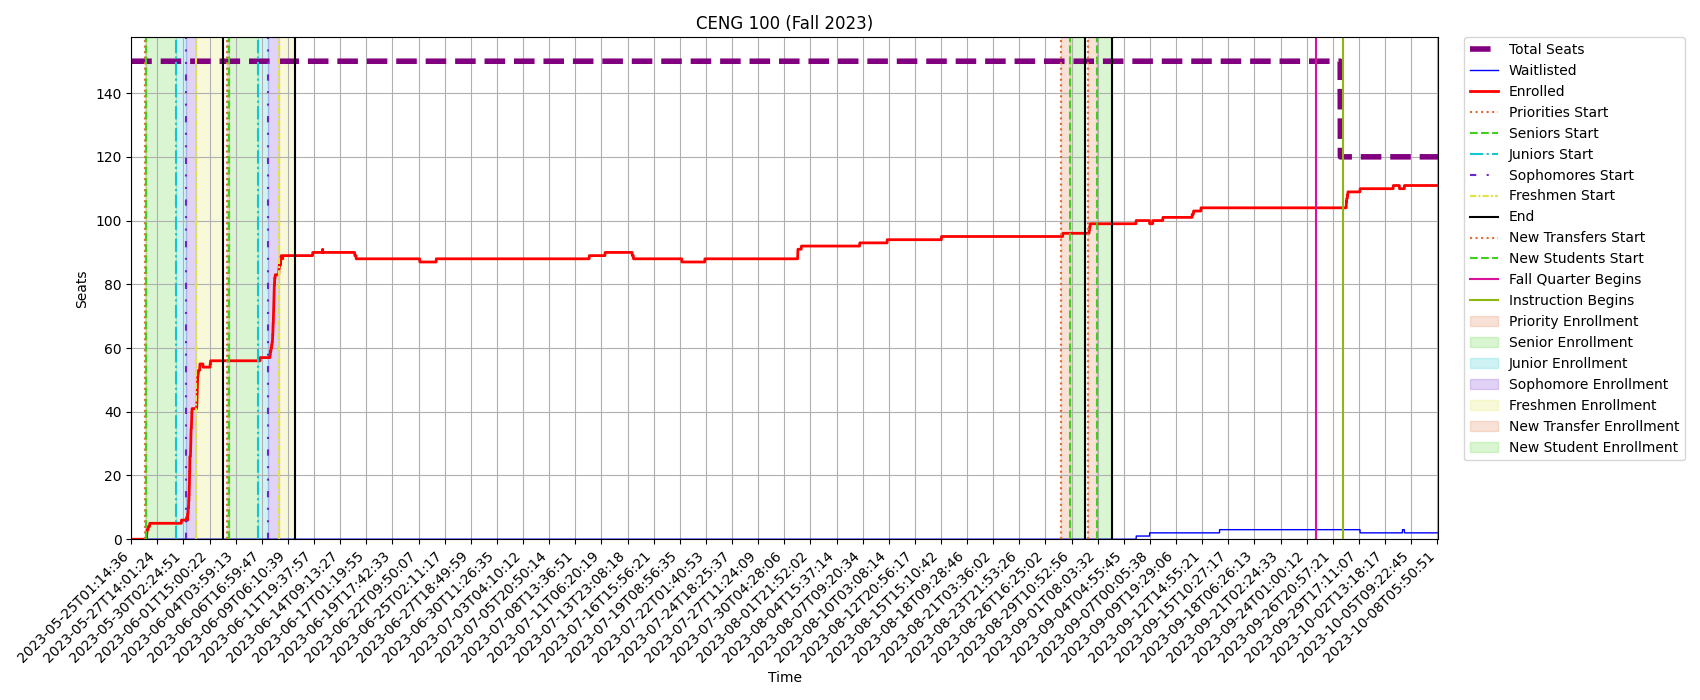 CENG 100 (Fall 2023)
Seats
140
120
100
80
60
40
20
0
2023-05-25T01:14:36
2023-05-27T14:01:24
2023-05-30T02:24:51
2023-06-01T15:00:22
2023-06-04T03:59:13
2023-06-06T16:59:47
2023-06-09T06:10:39
2023-06-11T19:37:57
2023-06-14T09:13:27
2023-06-17T01:19:55
2023-06-19T17:42:33
2023-06-22T09:50:07
2023-06-25T02:11:17
2023-06-27T18:49:59
2023-06-30T11:26:35
2023-07-03T04:10:12
2023-07-05T20:50:14
2023-07-08T13:36:51
2023-07-11T06:20:19
2023-07-13T23:08:18
2023-07-16T15:56:21
2023-07-19T08:56:35
2023-07-22T01:40:53
2023-07-24T18:25:37
2023-07-27T11:24:09
2023-07-30T04:28:06
2023-08-01T21:52:02
2023-08-04T15:37:14
2023-08-07T09:20:34
2023-08-10T03:08:14
2023-08-12T20:56:17
2023-08-15T15:10:42
2023-08-18T09:28:46
2023-08-21T03:36:02
2023-08-23T21:53:26
2023-08-26T16:25:02
2023-08-29T10:52:56
2023-09-01T08:03:32
2023-09-04T04:55:45
2023-09-07T00:05:38
2023-09-09T19:29:06
2023-09-12T14:55:21
2023-09-15T10:27:17
2023-09-18T06:26:13
2023-09-21T02:24:33
2023-09-24T01:00:12
2023-09-26T20:57:21
2023-09-29T17:11:07
2023-10-02T13:18:17
2023-10-05T09:22:45
2023-10-08T05:50:51
Time
Total Seats
Waitlisted
Enrolled
Priorities Start
Seniors Start
Juniors Start
Sophomores Start
Freshmen Start
End
New Transfers Start
New Students Start
Fall Quarter Begins
Instruction Begins
Priority Enrollment
Senior Enrollment
Junior Enrollment
Sophomore Enrollment
Freshmen Enrollment
New Transfer Enrollment
New Student Enrollment